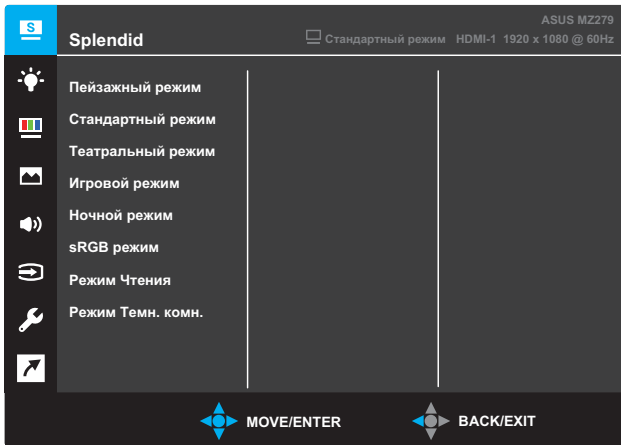 S
ASUS MZ279
Splendid
Стандартный режим HDMI-1 1920 x 1080 @ 60Hz
Пейзажный режим
Стандартный режим
Театральный режим
Игровой режим
Ночной режим
sRGB режим
Режим Чтения
Режим Темн. комн.
MOVE/ENTER BACK/EXIT